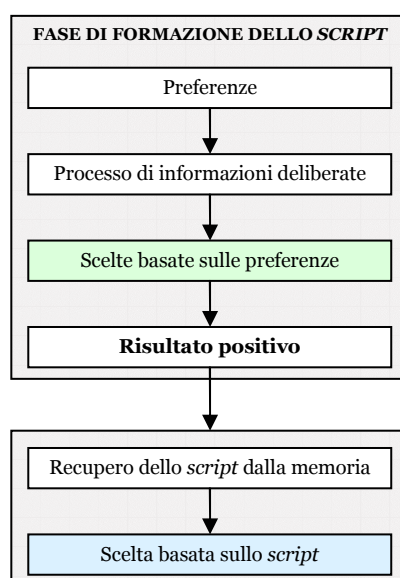 FASE DI FORMAZIONE DELLO SCRIPT
Preferenze
Processo di informazioni deliberate
Scelte basate sulle preferenze
Risultato positivo
Recupero dello script dalla memoria
Scelta basata sullo script